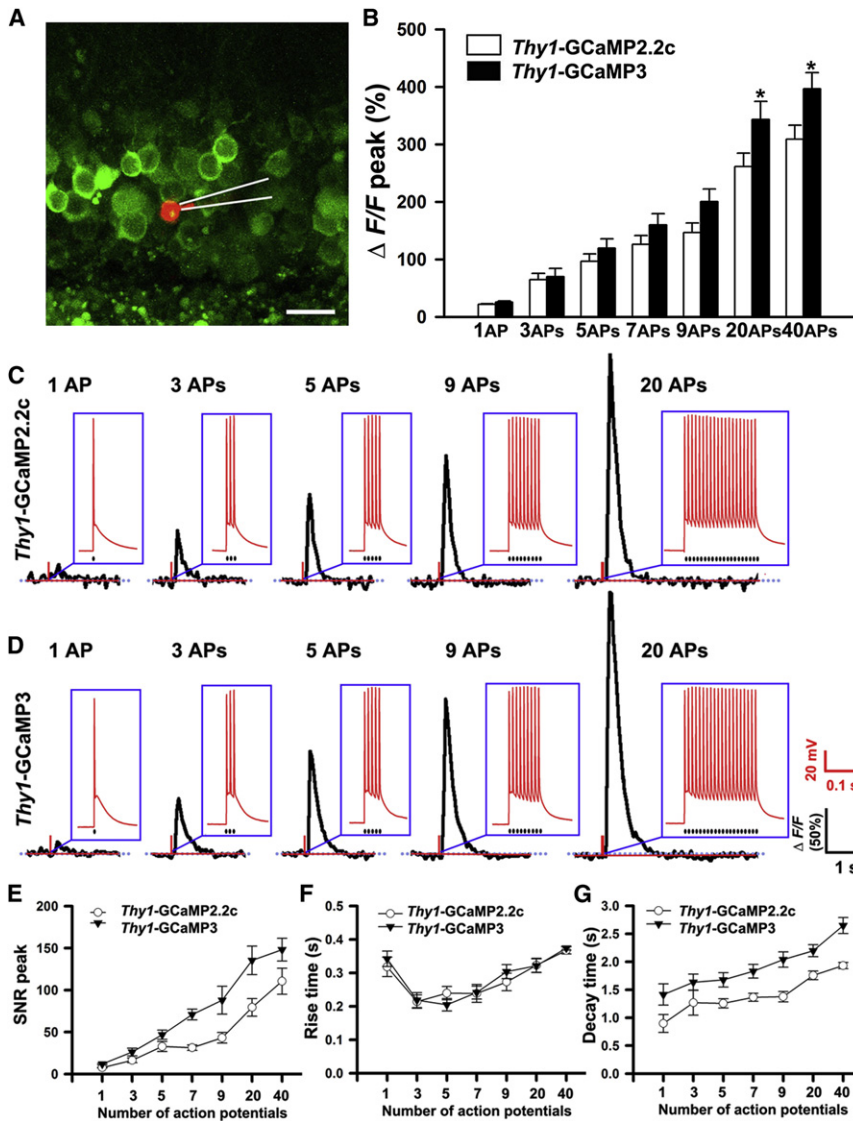 A
B
500
400
300
200
100
0
Δ F/F peak (%)
Thy1-GCaMP2.2c
Thy1-GCaMP3
*
*
1AP 3APs 5APs 7APs 9APs 20APs 40APs
C
Thy1-GCaMP2.2c
1 AP 3 APs 5 APs 9 APs 20 APs
D
Thy1-GCaMP3
1 AP 3 APs 5 APs 9 APs 20 APs
20 mV
0.1 s
Δ F/F
(50%)
1 s
E
Thy1-GCaMP2.2c
Thy1-GCaMP3
200
150
100
50
0
SNR peak
1 3 5 7 9 20 40
Number of action potentials
F
Thy1-GCaMP2.2c
Thy1-GCaMP3
1.5
0.6
0.4
0.2
0.0
Rise time (s)
1 3 5 7 9 20 40
Number of action potentials
G
Thy1-GCaMP2.2c
Thy1-GCaMP3
3.0
2.5
2.0
1.5
1.0
0.5
0.0
Decay time (s)
1 3 5 7 9 20 40
Number of action potentials